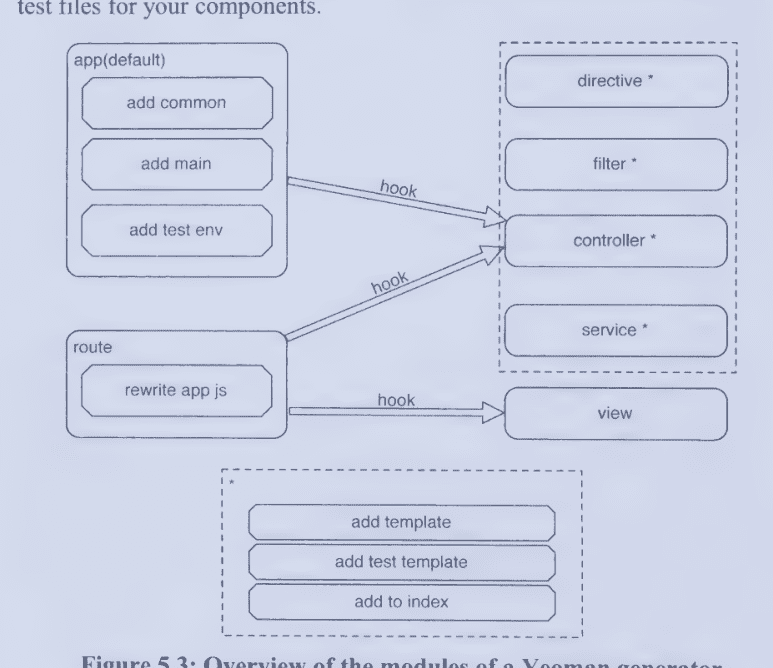 test files for your components.
app(default)
add common
add main
add test env
hook
hook
route
rewrite app js
hook
directive *
filter *
controller *
service *
view
*
add template
add test template
add to index
Figure 5.3: Overview of the modules of a Yeoman generator